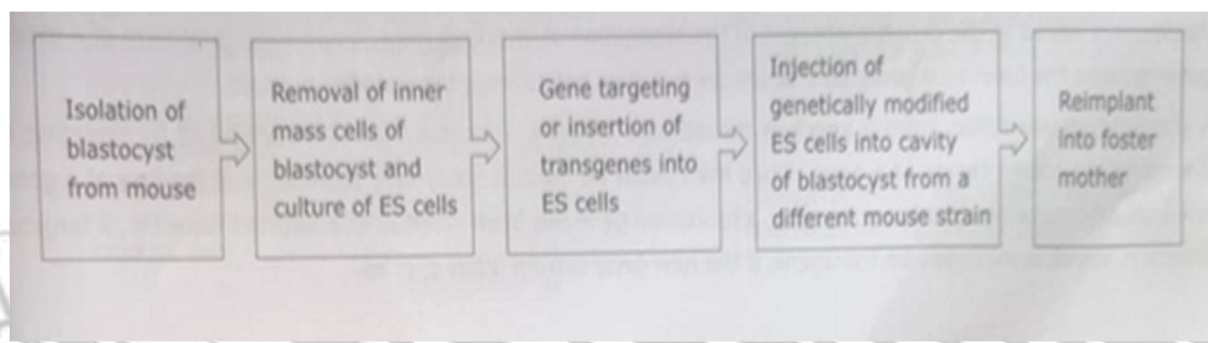 Isolation of
blastocyst
from mouse
Removal of inner
mass cells of
blastocyst and
culture of ES cells
Gene targeting
or insertion of
transgenes into
ES cells
Injection of
genetically modified
ES cells into cavity
of blastocyst from a
different mouse strain
Reimplant
into foster
mother